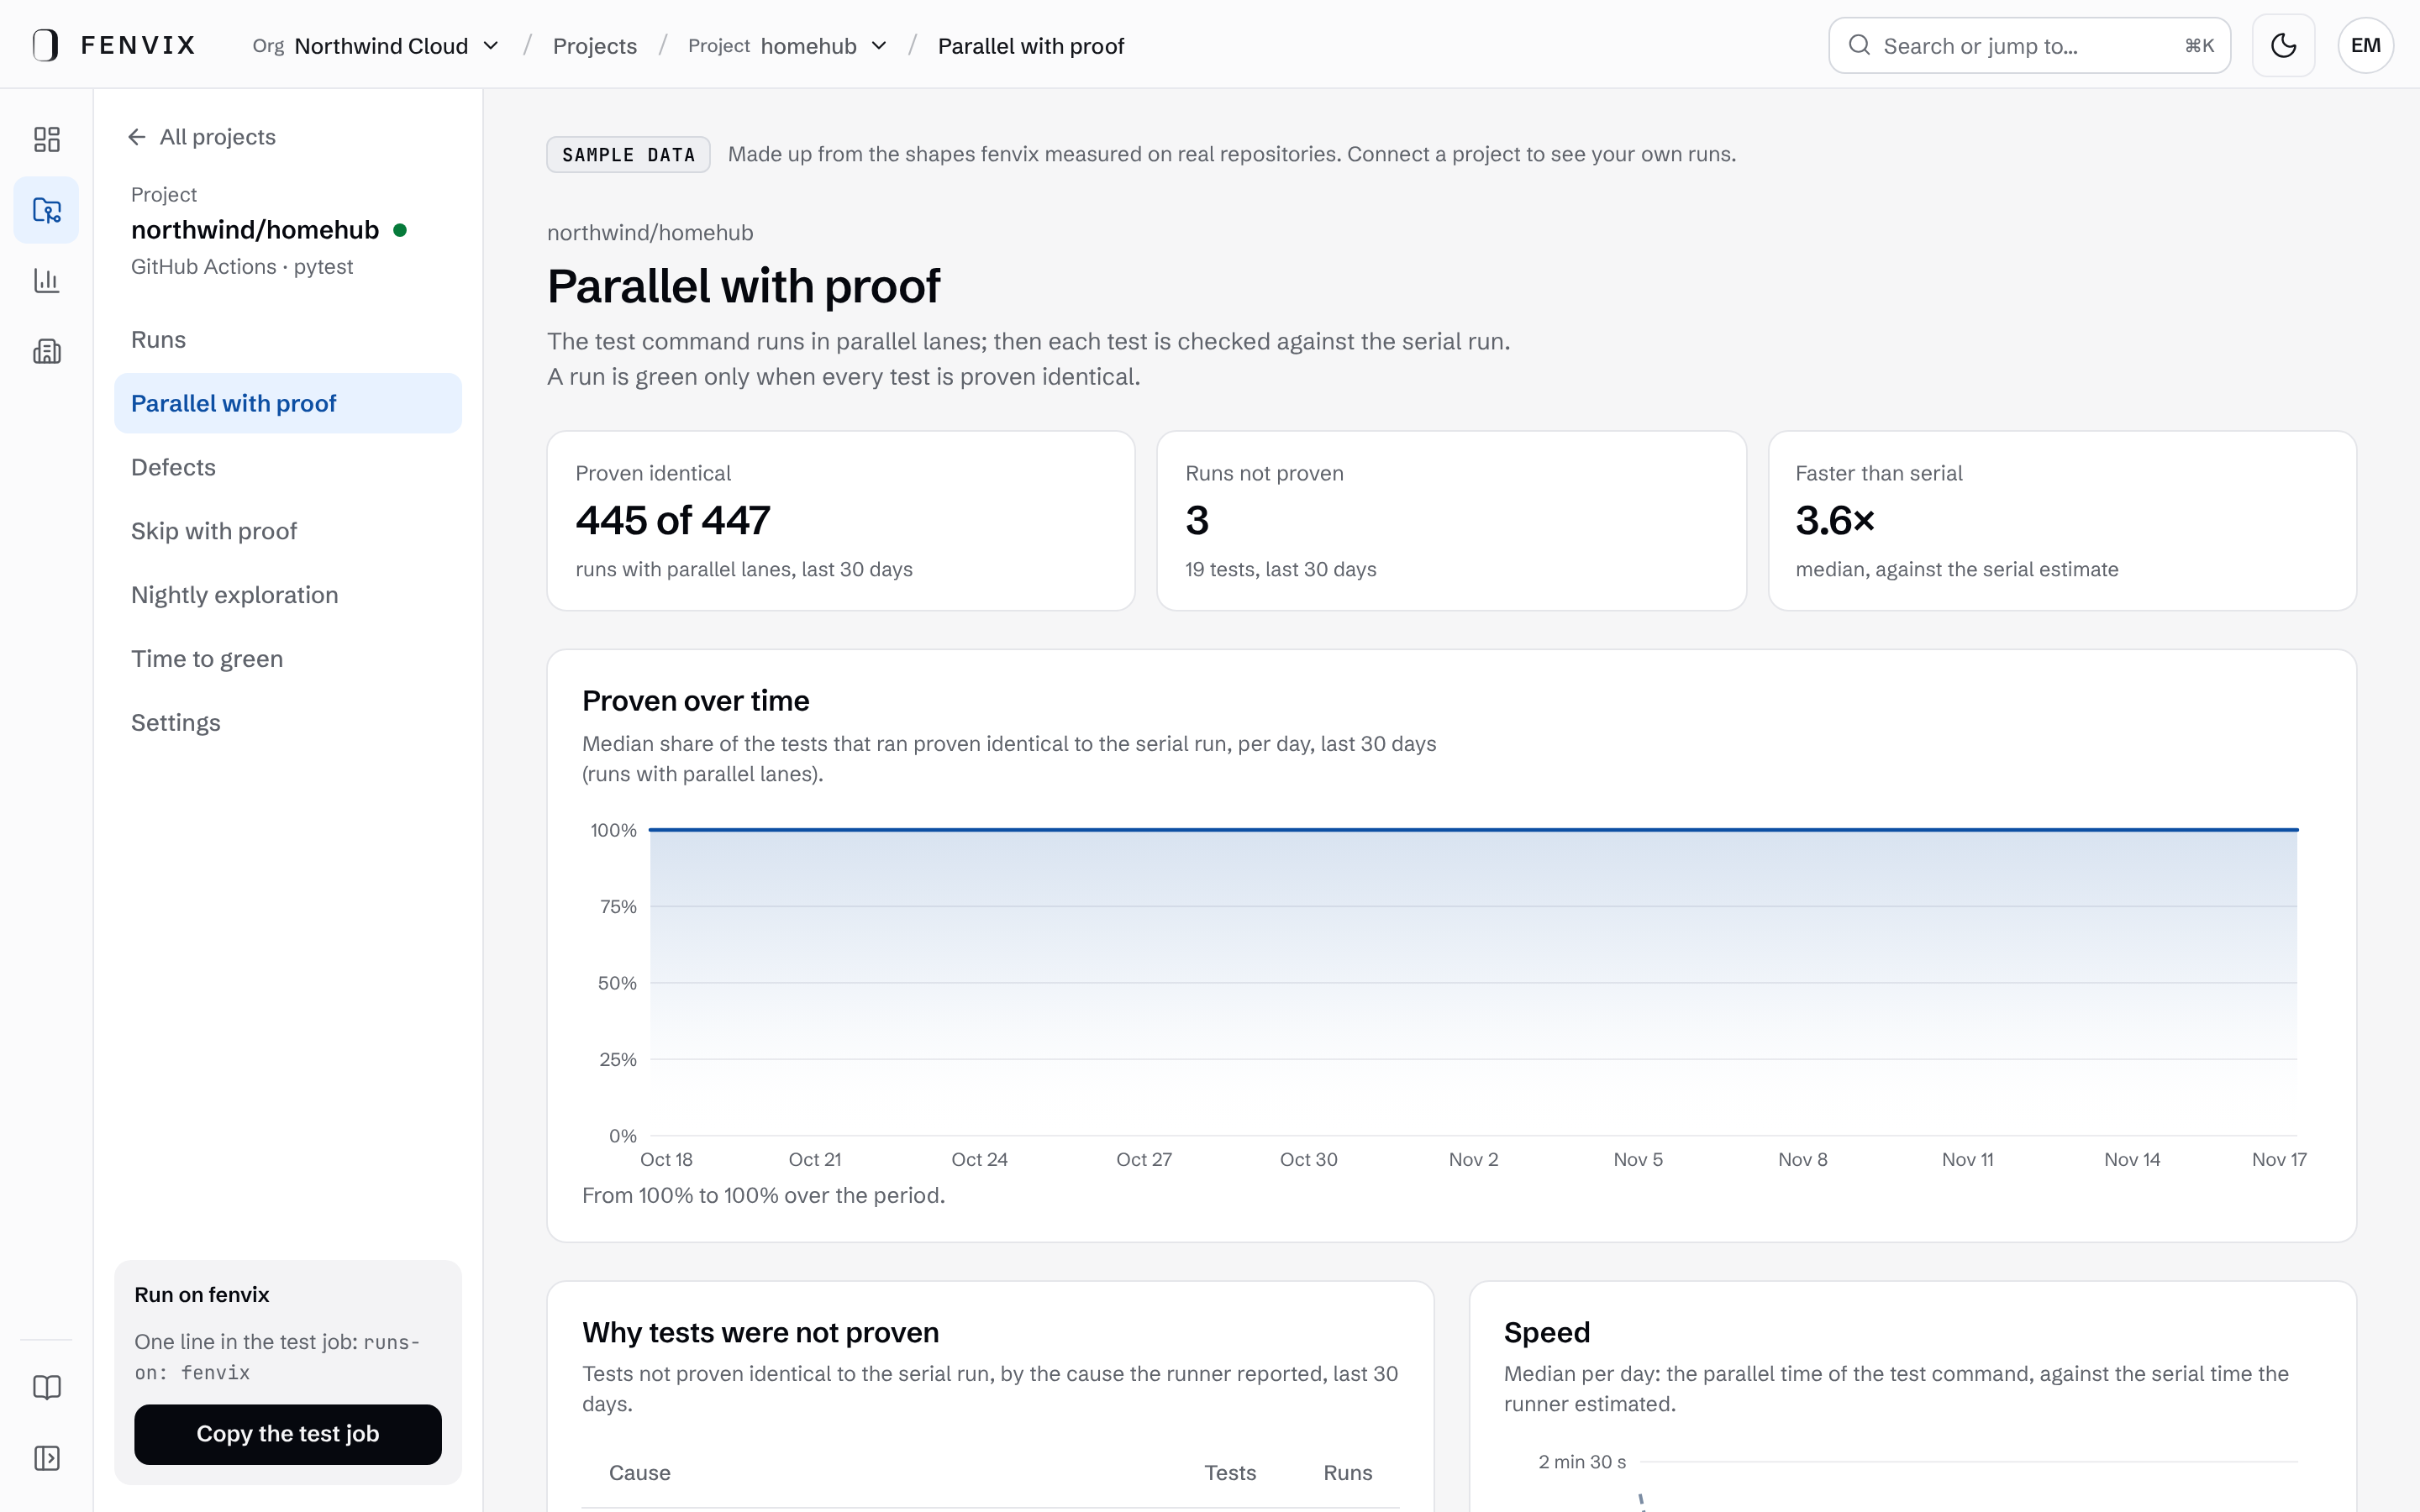 FENVIX
Org Northwind Cloud / Projects / Project homehub / Parallel with proof
Search or jump to... ⌘K
EM
All projects
Project
northwind/homehub
GitHub Actions · pytest
Runs
Parallel with proof
Defects
Skip with proof
Nightly exploration
Time to green
Settings
Run on fenvix
One line in the test job: runs-
on: fenvix
Copy the test job
SAMPLE DATA Made up from the shapes fenvix measured on real repositories. Connect a project to see your own runs.
northwind/homehub
Parallel with proof
The test command runs in parallel lanes; then each test is checked against the serial run.
A run is green only when every test is proven identical.
Proven identical
445 of 447
runs with parallel lanes, last 30 days
Runs not proven
3
19 tests, last 30 days
Faster than serial
3.6×
median, against the serial estimate
Proven over time
Median share of the tests that ran proven identical to the serial run, per day, last 30 days
(runs with parallel lanes).
100%
75%
50%
25%
0%
Oct 18 Oct 21 Oct 24 Oct 27 Oct 30 Nov 2 Nov 5 Nov 8 Nov 11 Nov 14 Nov 17
From 100% to 100% over the period.
Why tests were not proven
Tests not proven identical to the serial run, by the cause the runner reported, last 30
days.
Cause Tests Runs
Speed
Median per day: the parallel time of the test command, against the serial time the
runner estimated.
2 min 30 s